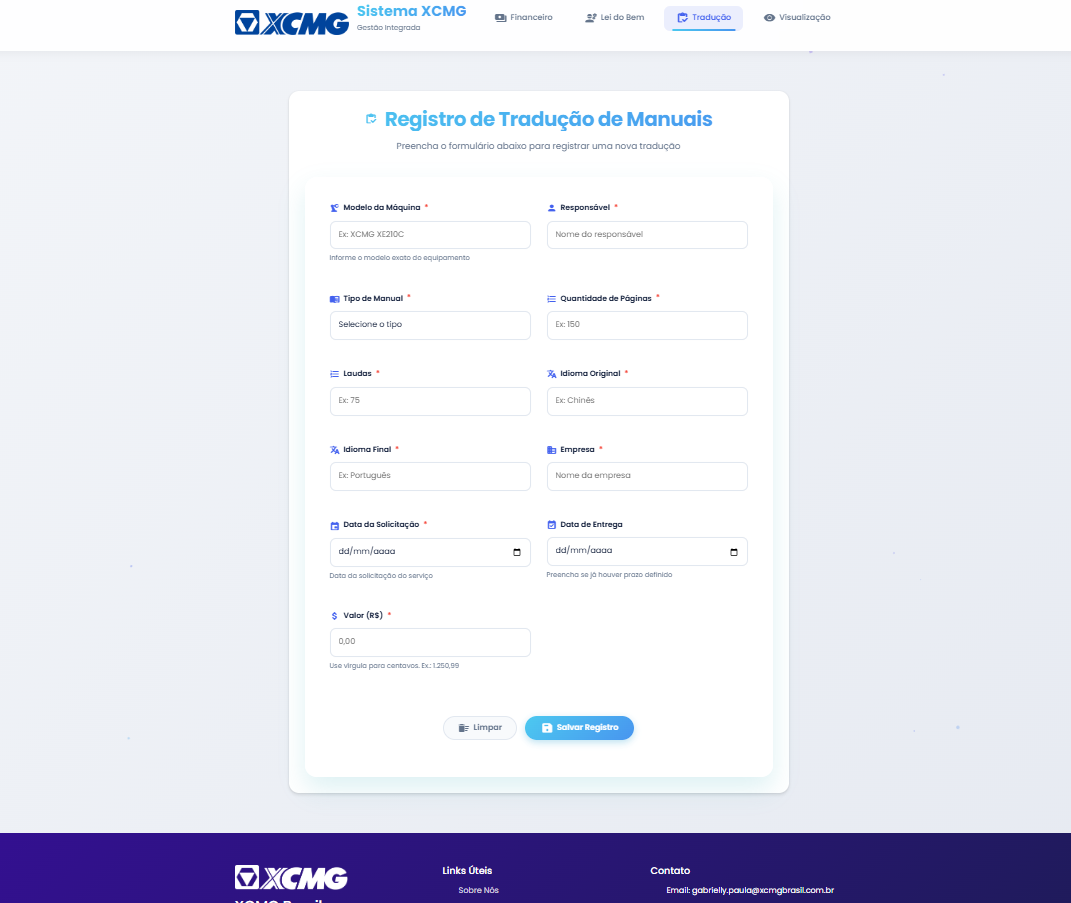 XCMG
Sistema XCMG
Gestão Integrada
Financeiro
Lei do Bem
Tradução
Visualização
Registro de Tradução de Manuais
Preencha o formulário abaixo para registrar uma nova tradução
Modelo da Máquina *
Responsável *
Ex: XCMG XE210C
Nome do responsável
Informe o modelo exato do equipamento
Tipo de Manual *
Quantidade de Páginas *
Selecione o tipo
Ex: 150
Laudas *
Idioma Original *
Ex: 75
Ex: Chinês
Idioma Final *
Empresa *
Ex: Português
Nome da empresa
Data da Solicitação *
Data de Entrega
dd/mm/aaaa
dd/mm/aaaa
Data da solicitação do serviço
Preencha se já houver prazo definido
Valor (R$) *
0,00
Use vírgula para centavos. Ex.: 1.250,99
Limpar
Salvar Registro
XCMG
Links Úteis
Contato
Sobre Nós
Email: gabrielly.paula@xcmgbrasil.com.br
XCMG Brasil